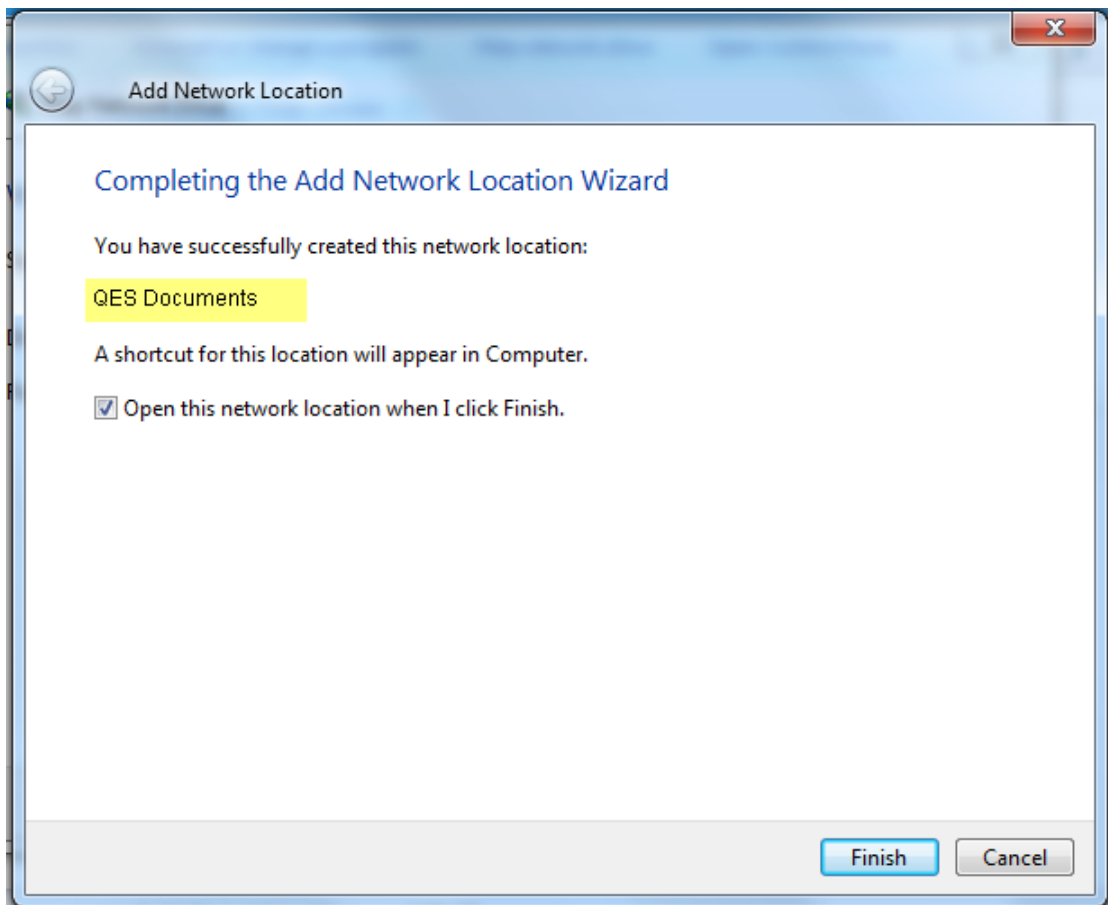 Add Network Location
Completing the Add Network Location Wizard
You have successfully created this network location:
QES Documents
A shortcut for this location will appear in Computer.
Open this network location when I click Finish.
Finish
Cancel